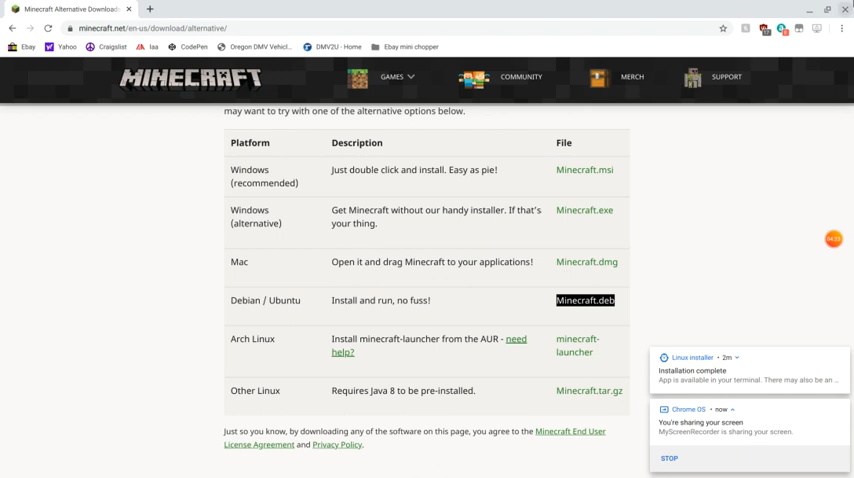 Minecraft Alternative Downloads
minecraft.net/en-us/download/alternative/
Ebay Yahoo Craigslist Iaa CodePen Oregon DMV Vehicl... DMV2U - Home Ebay mini chopper
MINECRAFT GAMES COMMUNITY MERCH SUPPORT
may want to try with one of the alternative options below.
Platform Description File
Windows (recommended) Just double click and install. Easy as pie! Minecraft.msi
Windows (alternative) Get Minecraft without our handy installer. If that's your thing. Minecraft.exe
Mac Open it and drag Minecraft to your applications! Minecraft.dmg
Debian / Ubuntu Install and run, no fuss! Minecraft.deb
Arch Linux Install minecraft-launcher from the AUR - need help? minecraft-launcher
Other Linux Requires Java 8 to be pre-installed. Minecraft.tar.gz
Just so you know, by downloading any of the software on this page, you agree to the Minecraft End User
License Agreement and Privacy Policy.
Linux installer • 2m
Installation complete
App is available in your terminal. There may also be an ...
Chrome OS • now
You're sharing your screen
MyScreenRecorder is sharing your screen.
STOP